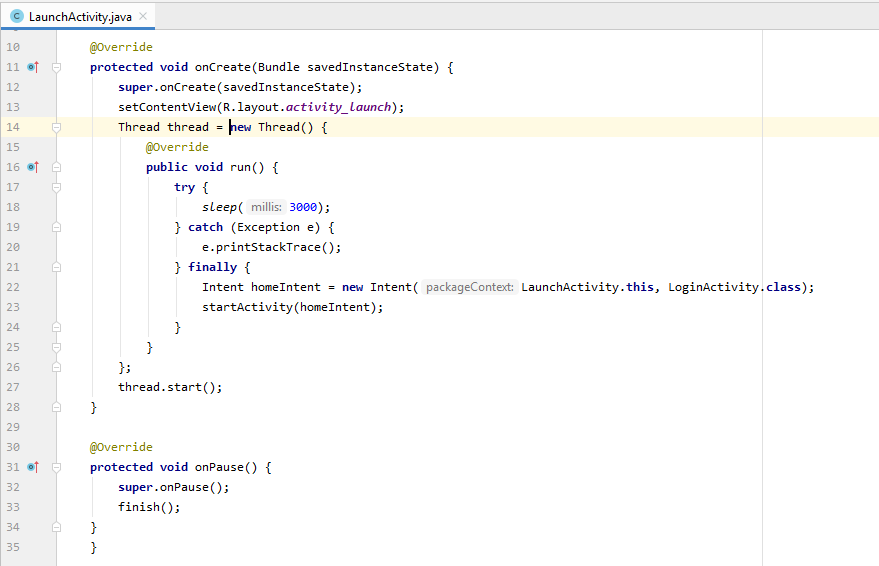 LaunchActivity.java
10 @Override
11 protected void onCreate(Bundle savedInstanceState) {
12 super.onCreate(savedInstanceState);
13 setContentView(R.layout.activity_launch);
14 Thread thread = new Thread() {
15 @Override
16 public void run() {
17 try {
18 sleep( millis: 3000);
19 } catch (Exception e) {
20 e.printStackTrace();
21 } finally {
22 Intent homeIntent = new Intent( packageContext: LaunchActivity.this, LoginActivity.class);
23 startActivity(homeIntent);
24 }
25 }
26 };
27 thread.start();
28 }
29
30 @Override
31 protected void onPause() {
32 super.onPause();
33 finish();
34 }
35 }